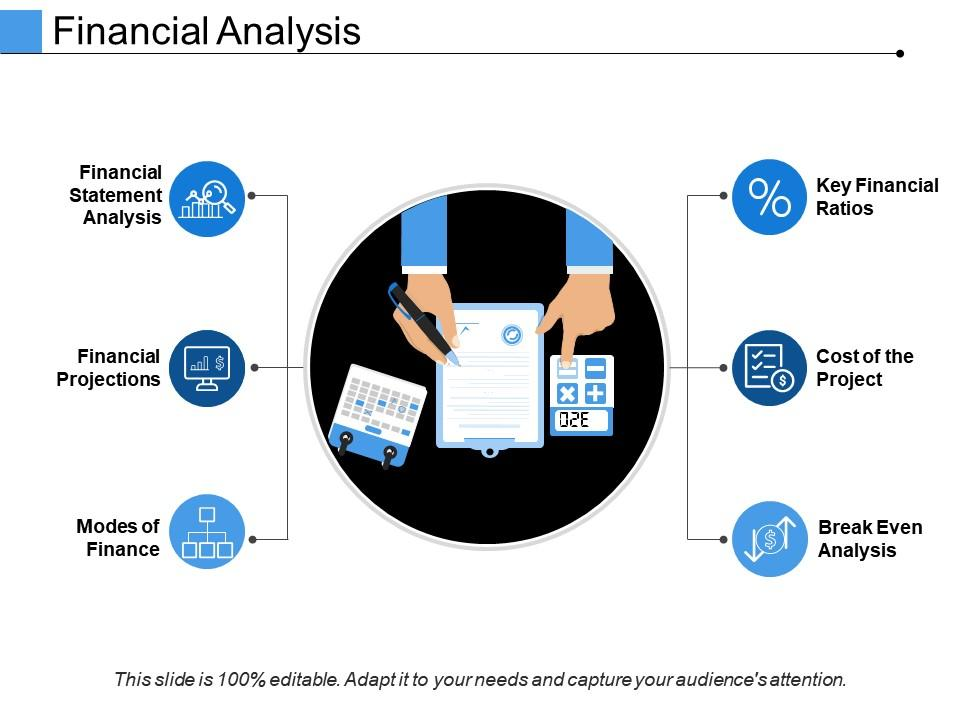 Financial Analysis
Financial
Statement
Analysis
Financial
Projections
Modes of
Finance
Key Financial
Ratios
Cost of the
Project
Break Even
Analysis
This slide is 100% editable. Adapt it to your needs and capture your audience's attention.